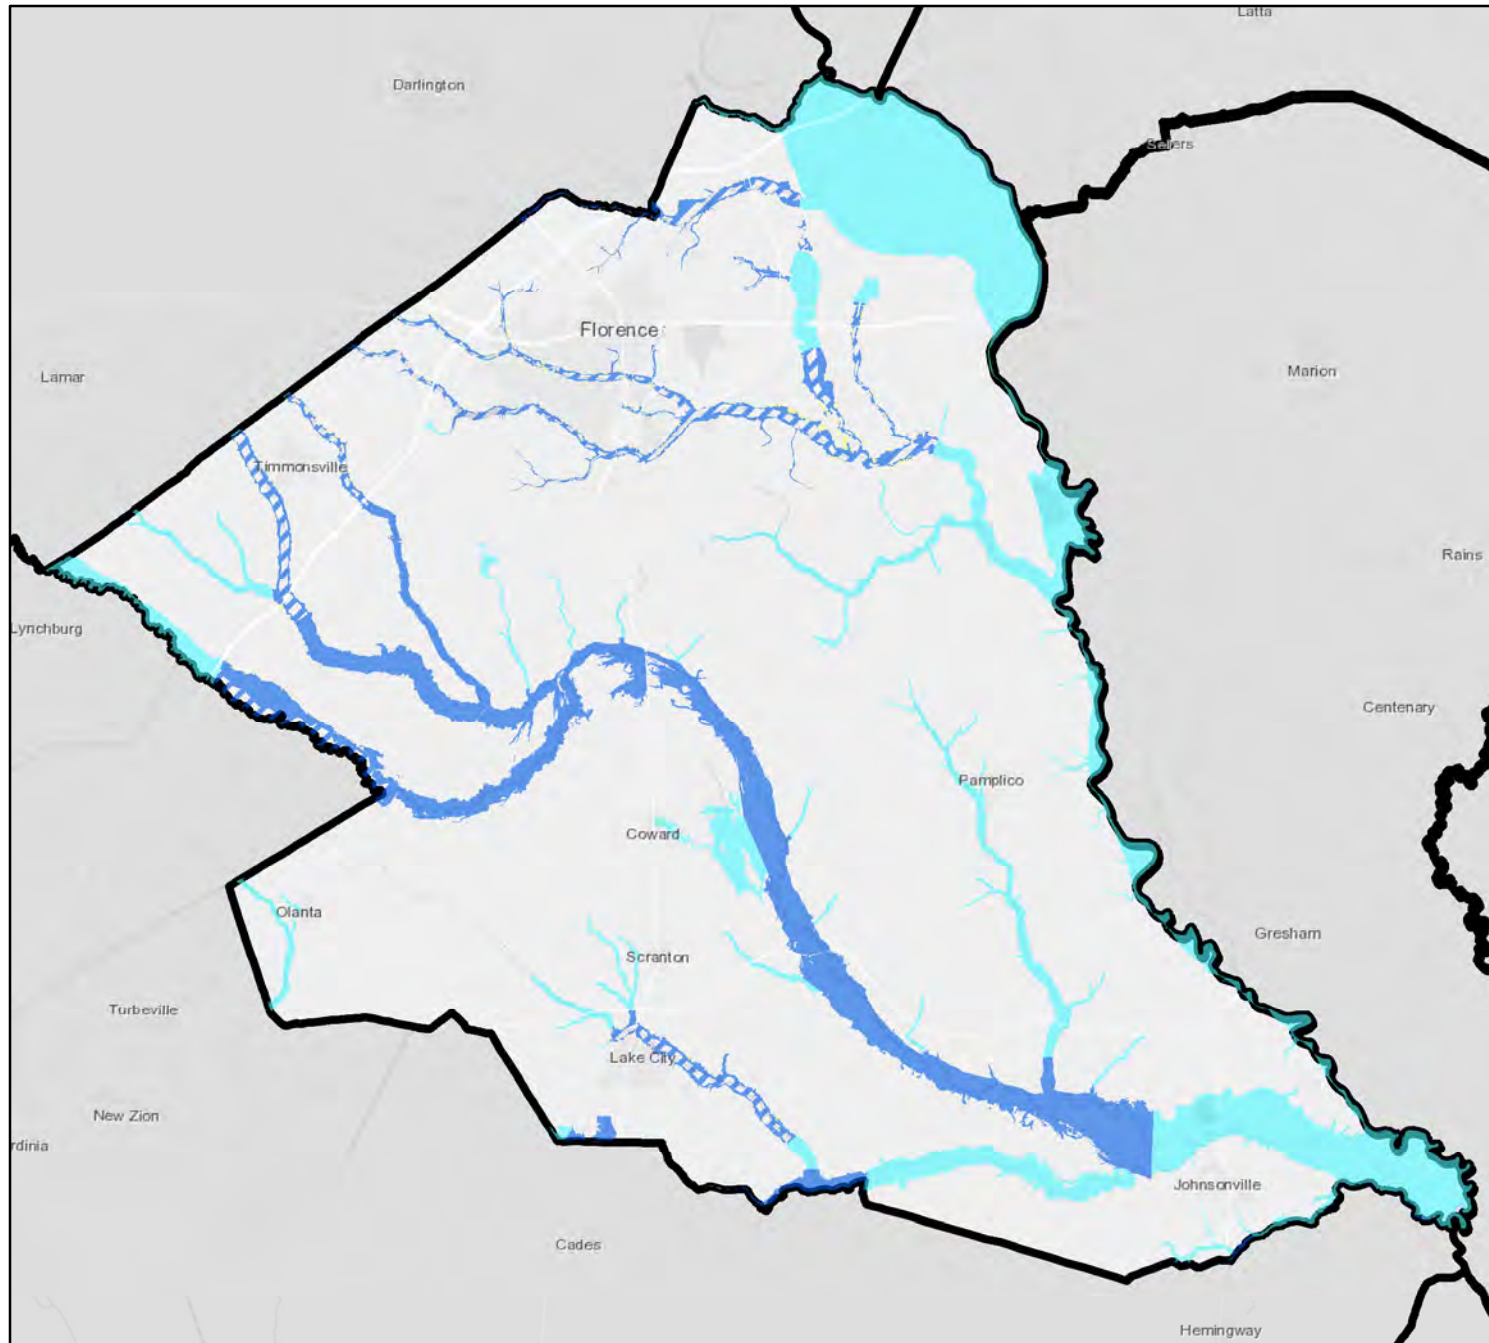 Latta
Darlington
Sellers
Florence
Lamar
Marion
Timmonsville
Rains
Lynchburg
Centenary
Pamplico
Coward
Olanta
Gresham
Scranton
Turbeville
Lake City
New Zion
rdinia
Johnsonville
Cades
Hemingway